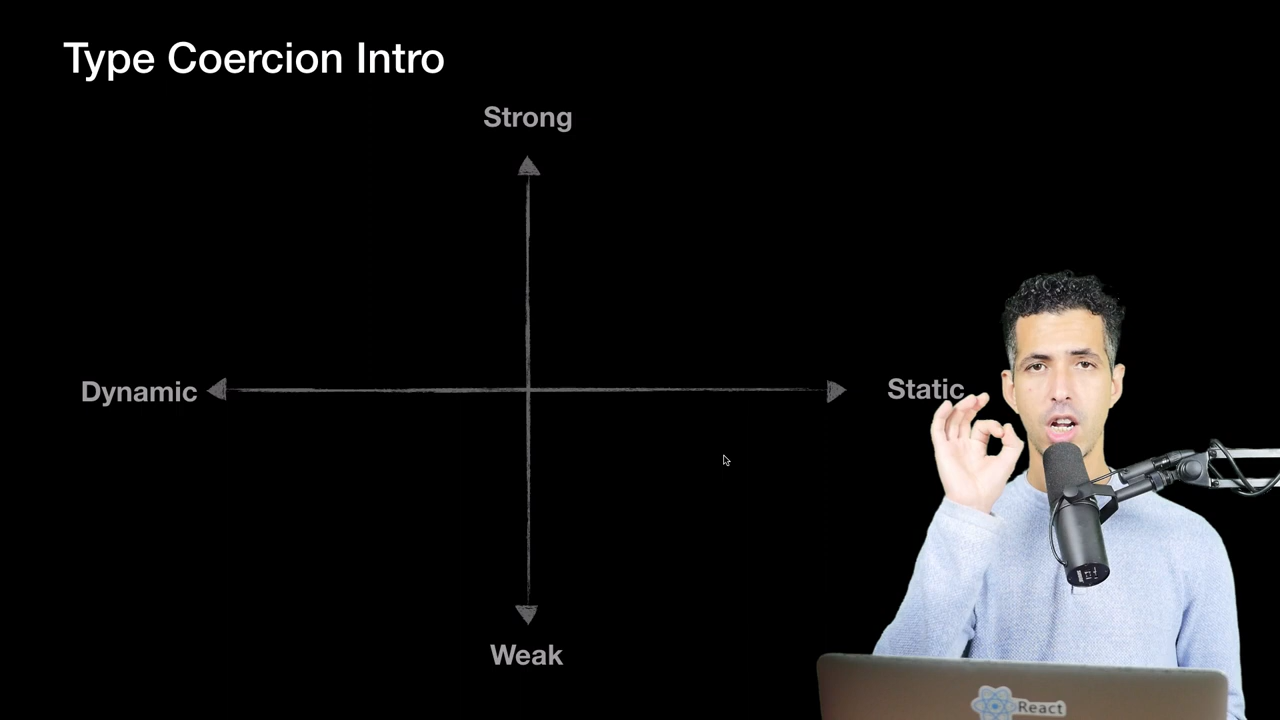 Type Coercion Intro
Strong
Dynamic
Static
Weak
React